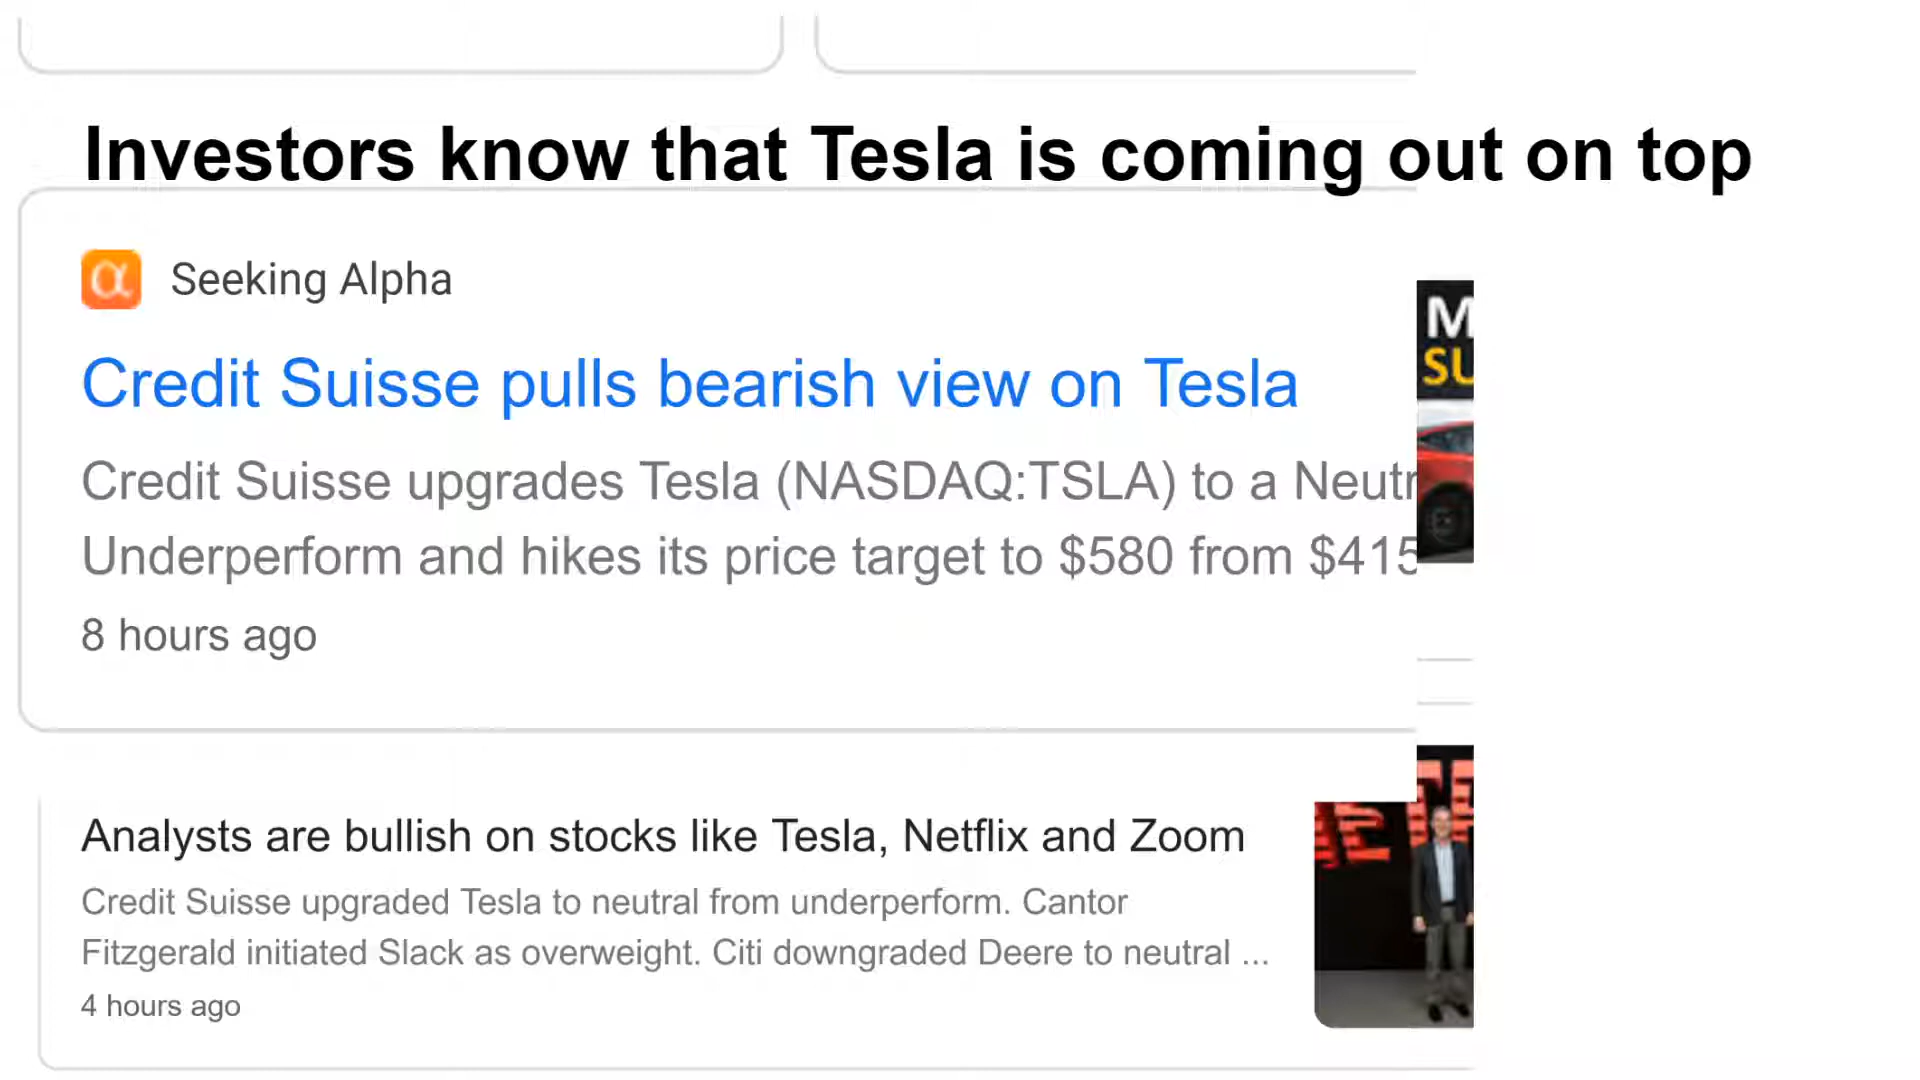 Investors know that Tesla is coming out on top
Seeking Alpha
Credit Suisse pulls bearish view on Tesla
Credit Suisse upgrades Tesla (NASDAQ:TSLA) to a Neutr
Underperform and hikes its price target to $580 from $415
8 hours ago
M
SU
Analysts are bullish on stocks like Tesla, Netflix and Zoom
Credit Suisse upgraded Tesla to neutral from underperform. Cantor
Fitzgerald initiated Slack as overweight. Citi downgraded Deere to neutral ...
4 hours ago